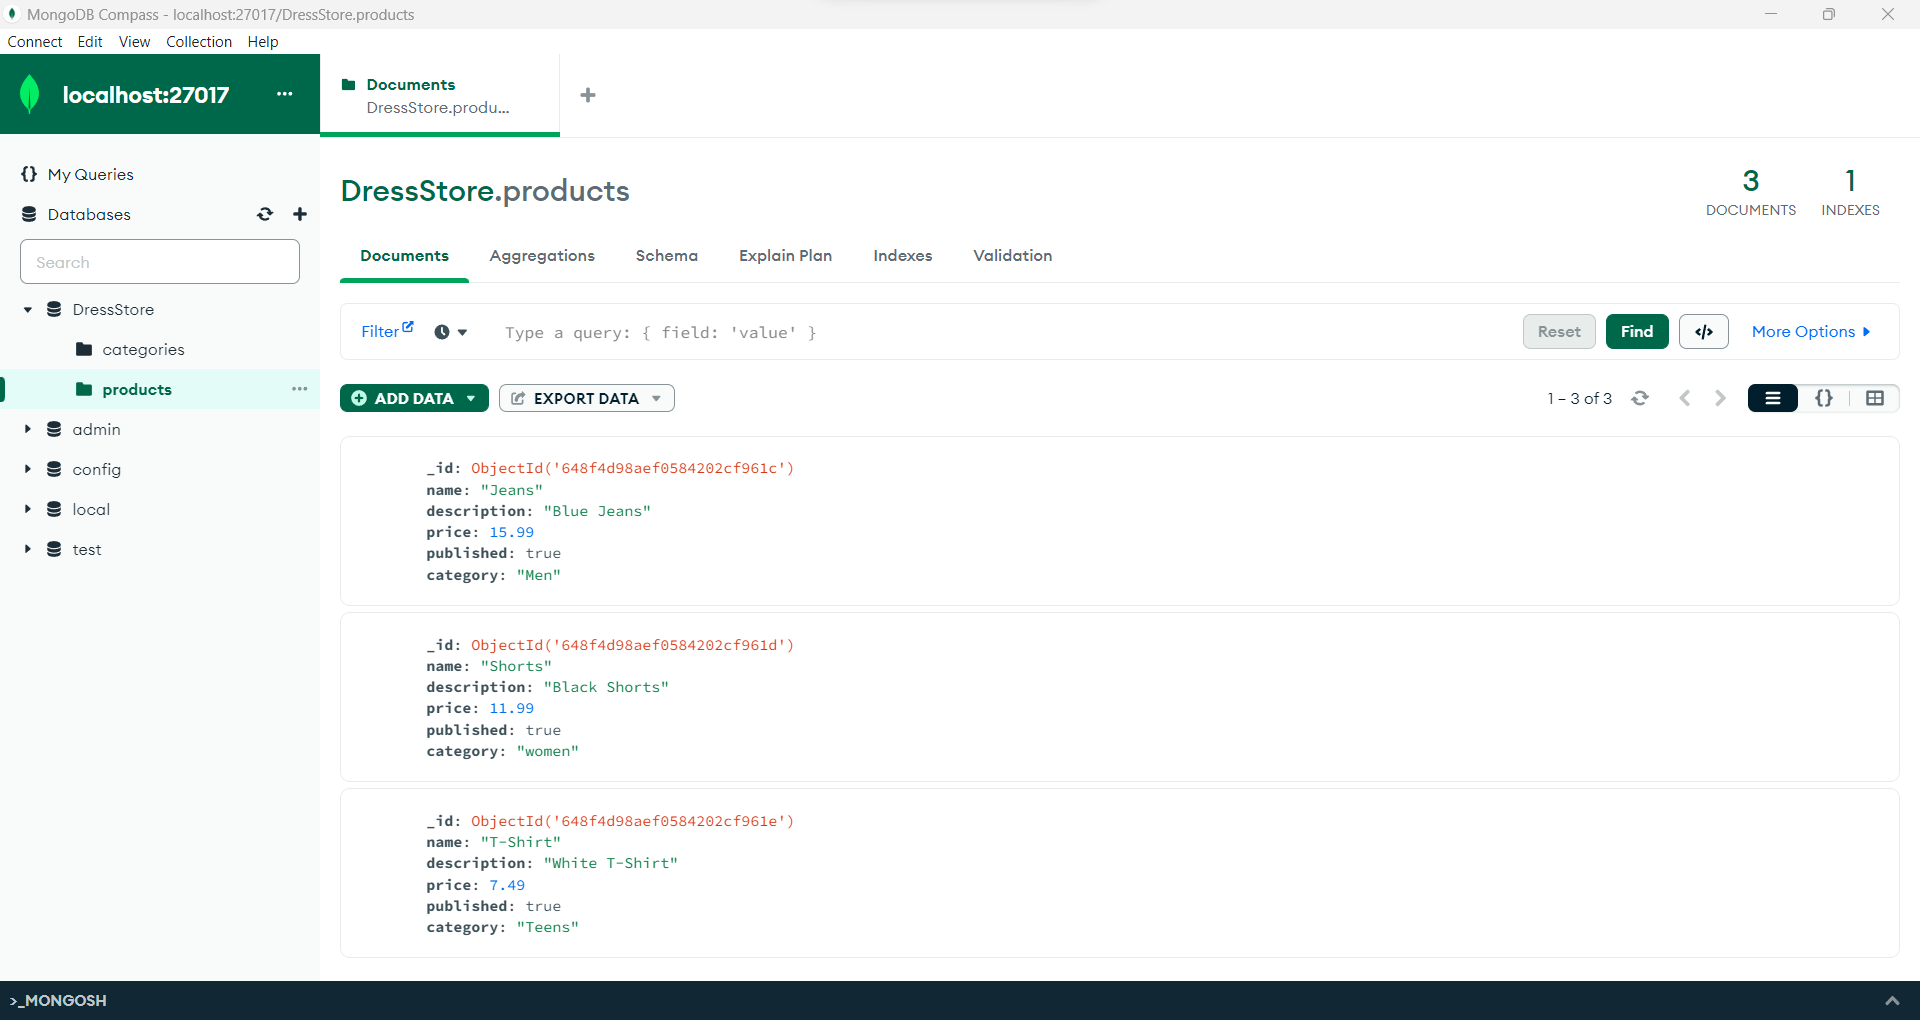 MongoDB Compass - localhost:27017/DressStore.products
Connect Edit View Collection Help
localhost:27017 ...
Documents
DressStore.produ...
{} My Queries
Databases
Search
DressStore
categories
products ...
admin
config
local
test
DressStore.products
3
DOCUMENTS
1
INDEXES
Documents Aggregations Schema Explain Plan Indexes Validation
Filter Type a query: { field: 'value' } Reset Find </> More Options
ADD DATA EXPORT DATA 1 – 3 of 3 {}
_id: ObjectId('648f4d98aef0584202cf961c')
name: "Jeans"
description: "Blue Jeans"
price: 15.99
published: true
category: "Men"
_id: ObjectId('648f4d98aef0584202cf961d')
name: "Shorts"
description: "Black Shorts"
price: 11.99
published: true
category: "women"
_id: ObjectId('648f4d98aef0584202cf961e')
name: "T-Shirt"
description: "White T-Shirt"
price: 7.49
published: true
category: "Teens"
>_MONGOSH